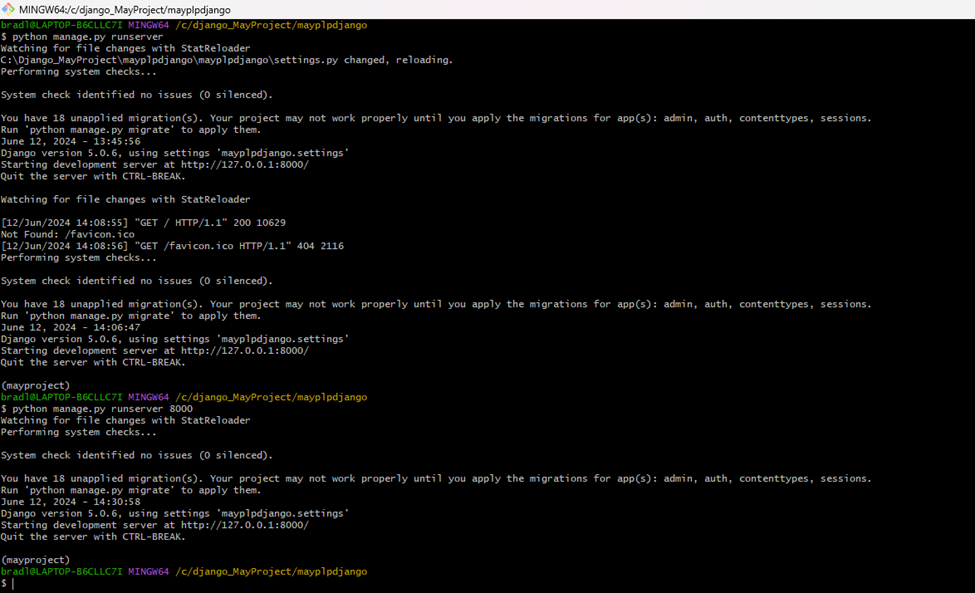 MINGW64:/c/django_MayProject/mayplpdjango
bradl@LAPTOP-B6CLLC7I MINGW64 /c/django_MayProject/mayplpdjango
$ python manage.py runserver
Watching for file changes with StatReloader
C:\Django_MayProject\mayplpdjango\mayplpdjango\settings.py changed, reloading.
Performing system checks...
System check identified no issues (0 silenced).
You have 18 unapplied migration(s). Your project may not work properly until you apply the migrations for app(s): admin, auth, contenttypes, sessions.
Run 'python manage.py migrate' to apply them.
June 12, 2024 - 13:45:56
Django version 5.0.6, using settings 'mayplpdjango.settings'
Starting development server at http://127.0.0.1:8000/
Quit the server with CTRL-BREAK.
Watching for file changes with StatReloader
[12/Jun/2024 14:08:55] "GET / HTTP/1.1" 200 10629
Not Found: /favicon.ico
[12/Jun/2024 14:08:56] "GET /favicon.ico HTTP/1.1" 404 2116
Performing system checks...
System check identified no issues (0 silenced).
You have 18 unapplied migration(s). Your project may not work properly until you apply the migrations for app(s): admin, auth, contenttypes, sessions.
Run 'python manage.py migrate' to apply them.
June 12, 2024 - 14:06:47
Django version 5.0.6, using settings 'mayplpdjango.settings'
Starting development server at http://127.0.0.1:8000/
Quit the server with CTRL-BREAK.
(mayproject)
bradl@LAPTOP-B6CLLC7I MINGW64 /c/django_MayProject/mayplpdjango
$ python manage.py runserver 8000
Watching for file changes with StatReloader
Performing system checks...
System check identified no issues (0 silenced).
You have 18 unapplied migration(s). Your project may not work properly until you apply the migrations for app(s): admin, auth, contenttypes, sessions.
Run 'python manage.py migrate' to apply them.
June 12, 2024 - 14:30:58
Django version 5.0.6, using settings 'mayplpdjango.settings'
Starting development server at http://127.0.0.1:8000/
Quit the server with CTRL-BREAK.
(mayproject)
bradl@LAPTOP-B6CLLC7I MINGW64 /c/django_MayProject/mayplpdjango
$